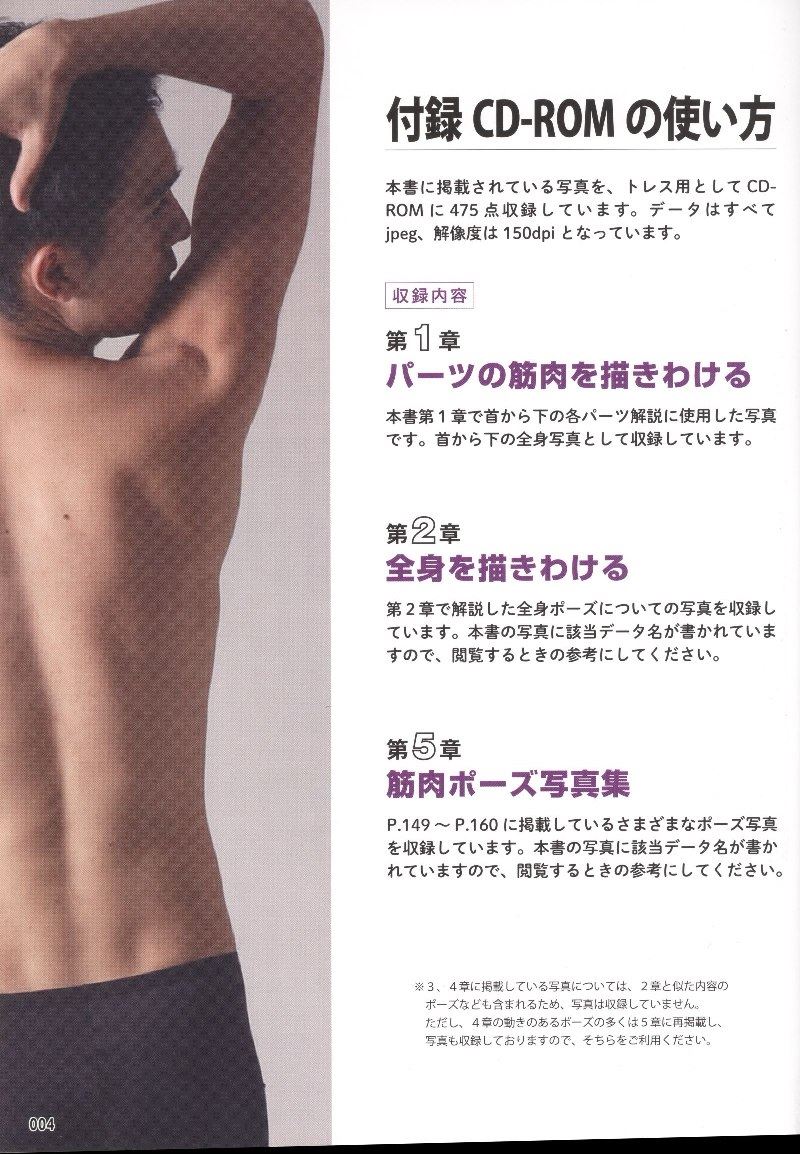 付録 CD-ROM の使い方
本書に掲載されている写真を、トレス用として CD-
ROM に 475 点収録しています。データはすべて
jpeg、解像度は 150dpi となっています。
収録内容
第1章
パーツの筋肉を描きわける
本書第１章で首から下の各パーツ解説に使用した写真
です。首から下の全身写真として収録しています。
第2章
全身を描きわける
第２章で解説した全身ポーズについての写真を収録し
ています。本書の写真に該当データ名が書かれていま
すので、閲覧するときの参考にしてください。
第5章
筋肉ポーズ写真集
P.149 ～ P.160 に掲載しているさまざまなポーズ写真
を収録しています。本書の写真に該当データ名が書か
れていますので、閲覧するときの参考にしてください。
※３、４章に掲載している写真については、２章と似た内容の
ポーズなども含まれるため、写真は収録していません。
ただし、４章の動きのあるポーズの多くは５章に再掲載し、
写真も収録しておりますので、そちらをご利用ください。
004